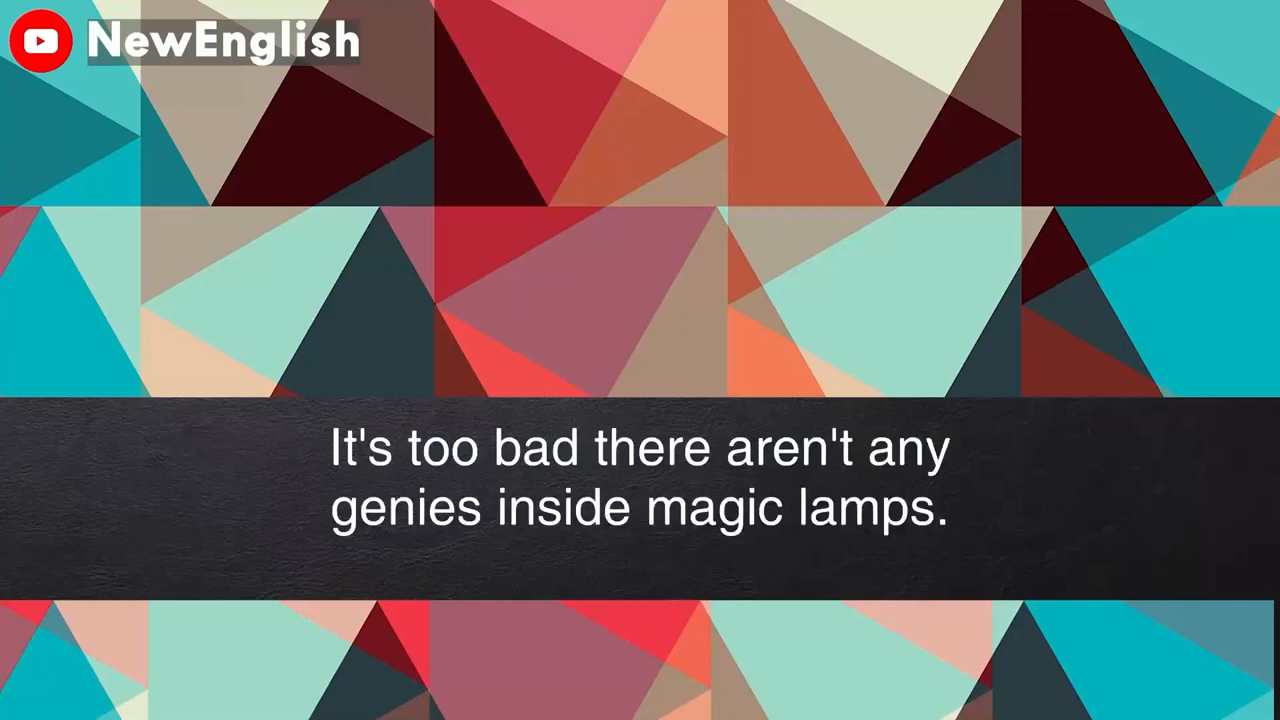 NewEnglish
It's too bad there aren't any
genies inside magic lamps.